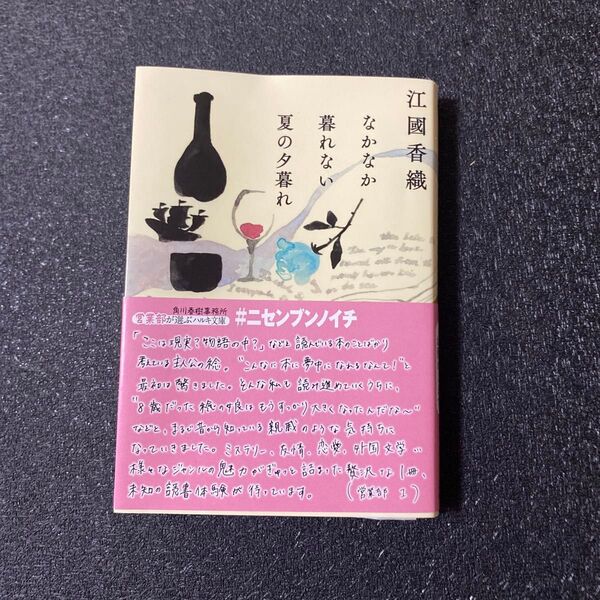 江國香織
なかなか
暮れない
夏の夕暮れ
角川春樹事務所
営業部が選ぶハルキ文庫
#ニセンブンノイチ
「ここは現実?物語の中?」などと読んでいる本のことばかり
考えている主人公の稔。"こんなに本に夢中になれるなんて!"と
最初は驚きました。そんな私も読み進めていくうちに、
"8歳だった稔の娘はもうすっかり大きくなったんだな〜"
などと、まるで昔から知っている親戚のような気持ちに
なっていきました。ミステリー、友情、恋愛、外国文学…
様々なジャンルの魅力がぎゅっと詰まった贅沢な1冊、
未知の読書体験が待っています。(営業部 I)